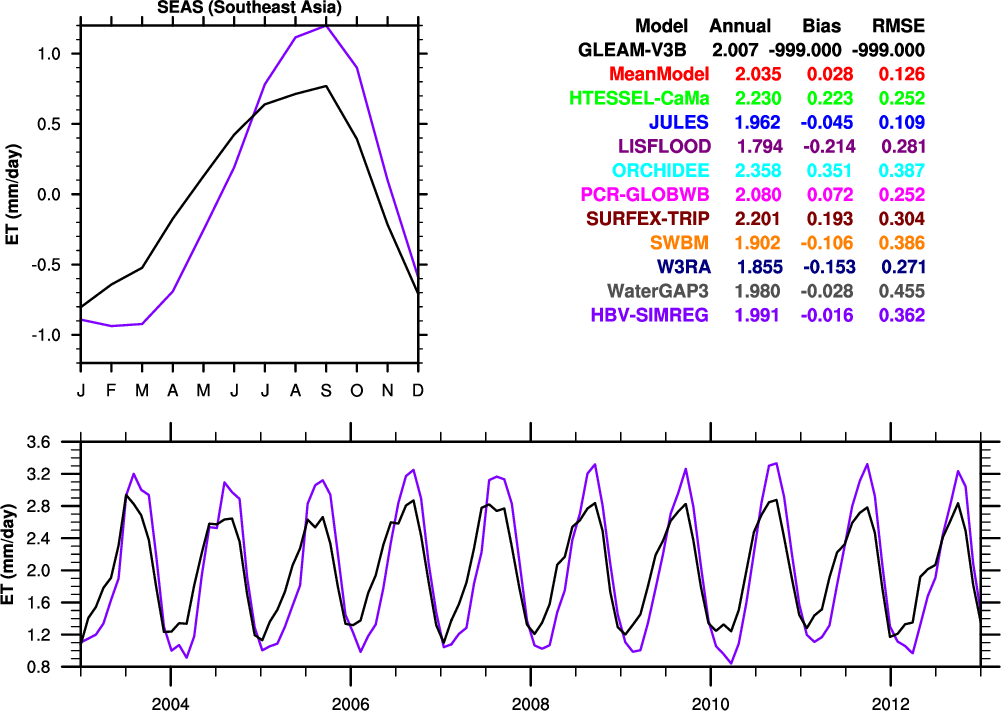 SEAS (Southeast Asia)
1.0
0.5
0.0
-0.5
-1.0
ET (mm/day)
J F M A M J J A S O N D
Model Annual Bias RMSE
GLEAM-V3B 2.007 -999.000 -999.000
MeanModel 2.035 0.028 0.126
HTESSEL-CaMa 2.230 0.223 0.252
JULES 1.962 -0.045 0.109
LISFLOOD 1.794 -0.214 0.281
ORCHIDEE 2.358 0.351 0.387
PCR-GLOBWB 2.080 0.072 0.252
SURFEX-TRIP 2.201 0.193 0.304
SWBM 1.902 -0.106 0.386
W3RA 1.855 -0.153 0.271
WaterGAP3 1.980 -0.028 0.455
HBV-SIMREG 1.991 -0.016 0.362
3.6
3.2
2.8
2.4
2.0
1.6
1.2
0.8
ET (mm/day)
2004 2006 2008 2010 2012